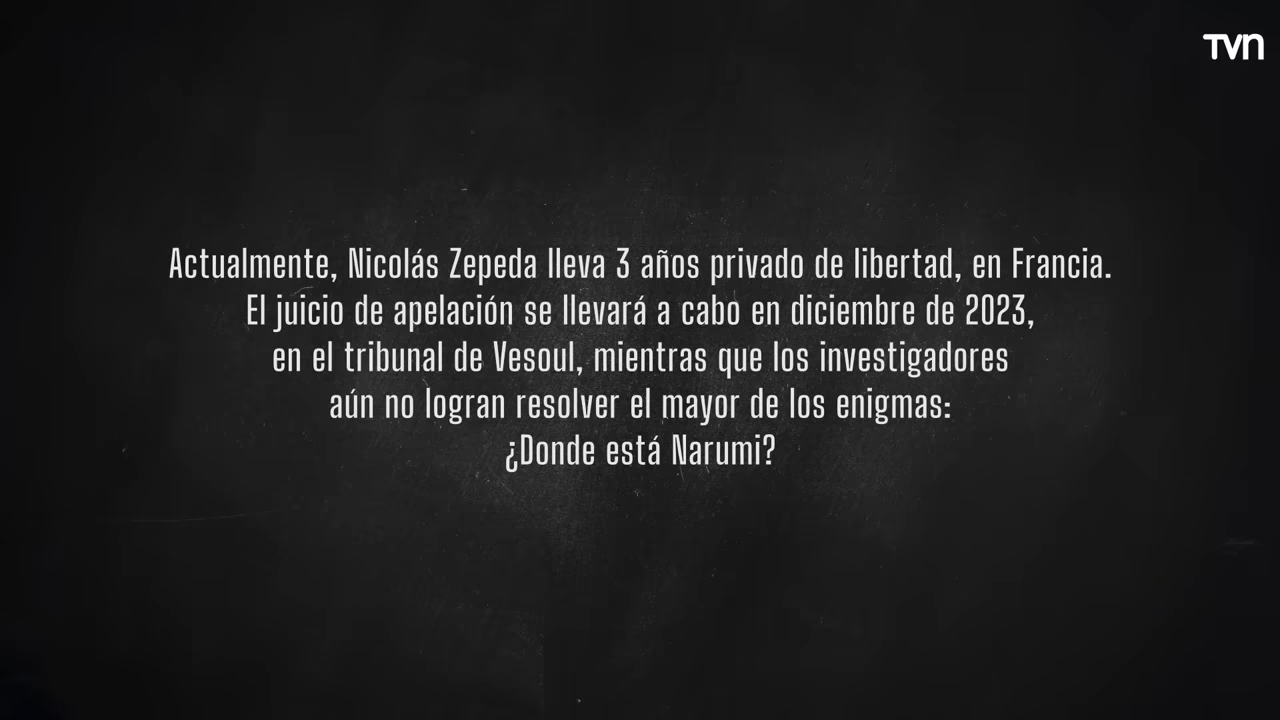 TVN
Actualmente, Nicolás Zepeda lleva 3 años privado de libertad, en Francia.
El juicio de apelación se llevará a cabo en diciembre de 2023,
en el tribunal de Vesoul, mientras que los investigadores
aún no logran resolver el mayor de los enigmas:
¿Donde está Narumi?